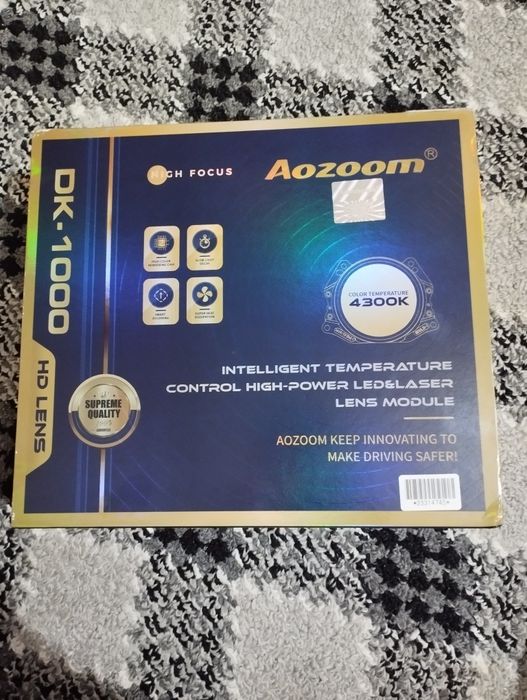 HIGH FOCUS
Aozoom®
DK-1000
HD LENS
COLOR TEMPERATURE
4300K
SUPREME
QUALITY
INTELLIGENT TEMPERATURE
CONTROL HIGH-POWER LED&LASER
LENS MODULE
AOZOOM KEEP INNOVATING TO
MAKE DRIVING SAFER!